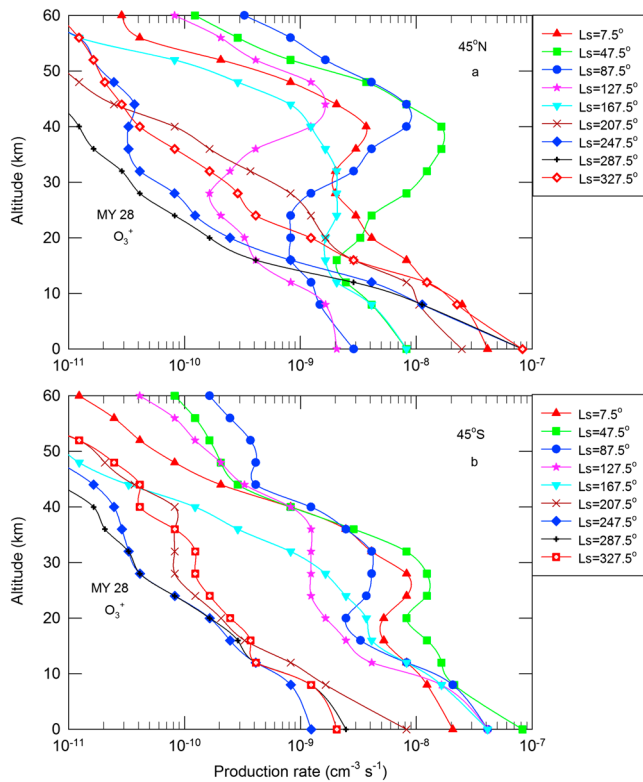 60
50
40
30
20
10
0
Altitude (km)
45°N
a
MY 28
O₃⁺
10⁻¹¹ 10⁻¹⁰ 10⁻⁹ 10⁻⁸ 10⁻⁷
Ls=7.5°
Ls=47.5°
Ls=87.5°
Ls=127.5°
Ls=167.5°
Ls=207.5°
Ls=247.5°
Ls=287.5°
Ls=327.5°
60
50
40
30
20
10
0
Altitude (km)
45°S
b
MY 28
O₃⁺
10⁻¹¹ 10⁻¹⁰ 10⁻⁹ 10⁻⁸ 10⁻⁷
Production rate (cm⁻³ s⁻¹)
Ls=7.5°
Ls=47.5°
Ls=87.5°
Ls=127.5°
Ls=167.5°
Ls=207.5°
Ls=247.5°
Ls=287.5°
Ls=327.5°